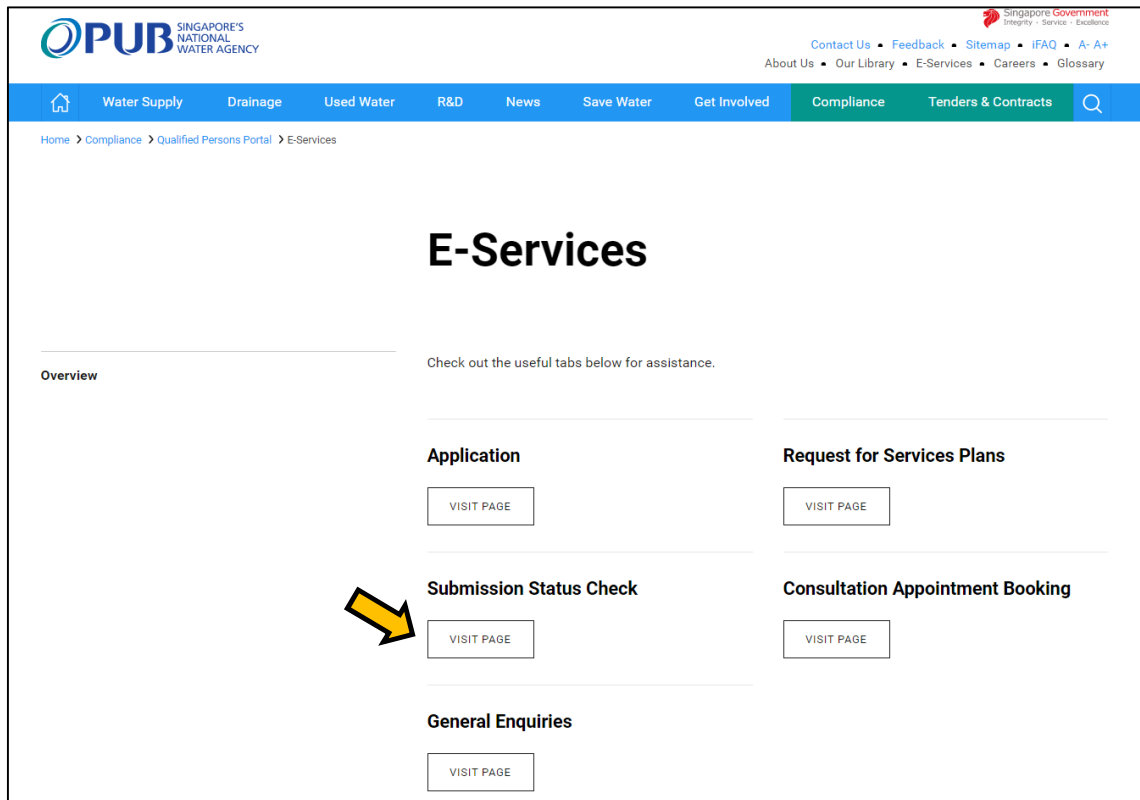 Singapore Government
Integrity · Service · Excellence
PUB SINGAPORE'S
NATIONAL
WATER AGENCY
Contact Us • Feedback • Sitemap • iFAQ • A- A+
About Us • Our Library • E-Services • Careers • Glossary
Water Supply Drainage Used Water R&D News Save Water Get Involved Compliance Tenders & Contracts
Home > Compliance > Qualified Persons Portal > E-Services
E-Services
Overview
Check out the useful tabs below for assistance.
Application
VISIT PAGE
Request for Services Plans
VISIT PAGE
Submission Status Check
VISIT PAGE
Consultation Appointment Booking
VISIT PAGE
General Enquiries
VISIT PAGE